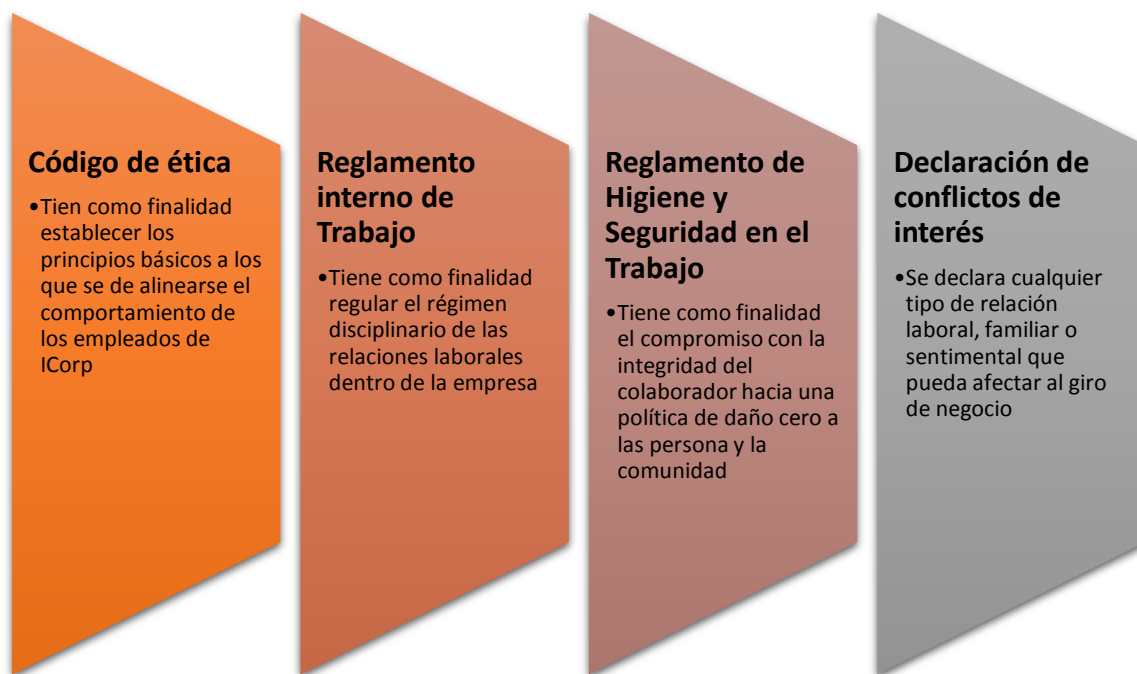 Código de ética
•Tien como finalidad
establecer los
principios básicos a los
que se de alinearse el
comportamiento de
los empleados de
ICorp
Reglamento
interno de
Trabajo
•Tiene como finalidad
regular el régimen
disciplinario de las
relaciones laborales
dentro de la empresa
Reglamento de
Higiene y
Seguridad en el
Trabajo
•Tiene como finalidad
el compromiso con la
integridad del
colaborador hacia una
política de daño cero a
las persona y la
comunidad
Declaración de
conflictos de
interés
•Se declara cualquier
tipo de relación
laboral, familiar o
sentimental que
pueda afectar al giro
de negocio